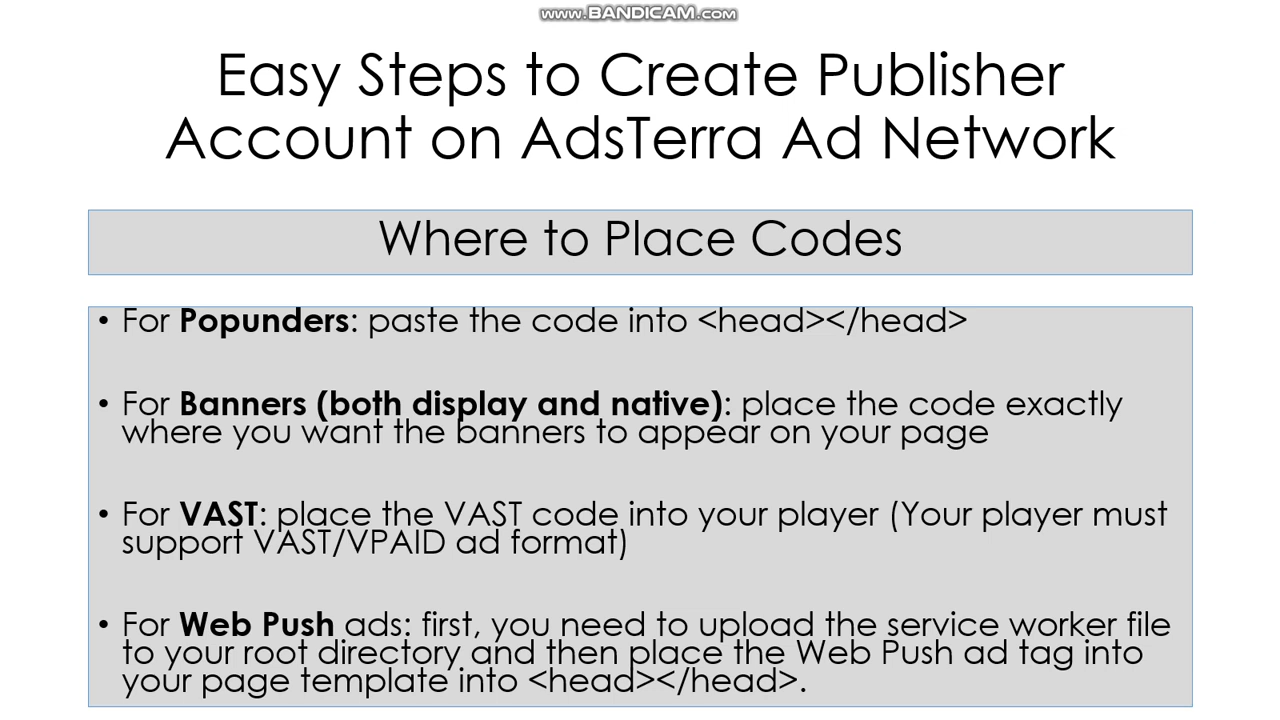 www.BANDICAM.com
Easy Steps to Create Publisher
Account on AdsTerra Ad Network
Where to Place Codes
• For Popunders: paste the code into <head></head>
• For Banners (both display and native): place the code exactly
where you want the banners to appear on your page
• For VAST: place the VAST code into your player (Your player must
support VAST/VPAID ad format)
• For Web Push ads: first, you need to upload the service worker file
to your root directory and then place the Web Push ad tag into
your page template into <head></head>.